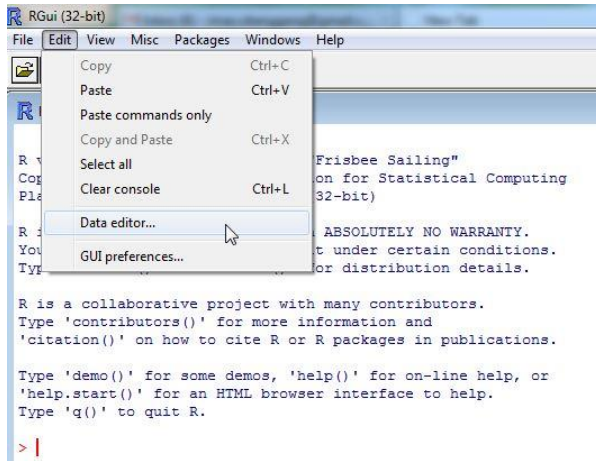 RGui (32-bit)
File Edit View Misc Packages Windows Help
Copy Ctrl+C
Paste Ctrl+V
Paste commands only
Copy and Paste Ctrl+X
Select all
Clear console Ctrl+L
Data editor...
GUI preferences...
R "Frisbee Sailing"
Cop on for Statistical Computing
Pla 32-bit)
R ABSOLUTELY NO WARRANTY.
You t under certain conditions.
Typ or distribution details.
R is a collaborative project with many contributors.
Type 'contributors()' for more information and
'citation()' on how to cite R or R packages in publications.
Type 'demo()' for some demos, 'help()' for on-line help, or
'help.start()' for an HTML browser interface to help.
Type 'q()' to quit R.
>